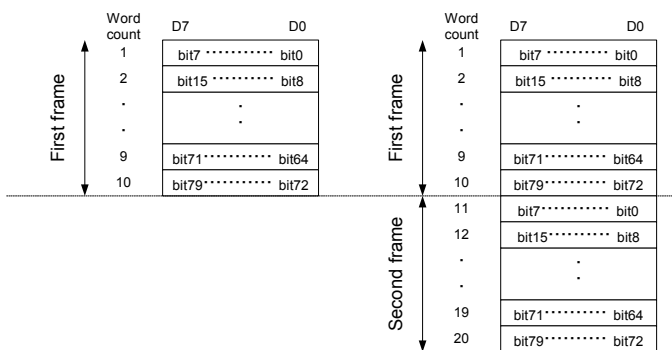 Word count D7 D0
First frame
1 bit7 ·········· bit0
2 bit15 ·········· bit8
. :
.
9 bit71 ·········· bit64
10 bit79 ·········· bit72
Word count D7 D0
First frame
1 bit7 ·········· bit0
2 bit15 ·········· bit8
. :
.
9 bit71 ·········· bit64
10 bit79 ·········· bit72
Second frame
11 bit7 ·········· bit0
12 bit15 ·········· bit8
. :
.
19 bit71 ·········· bit64
20 bit79 ·········· bit72